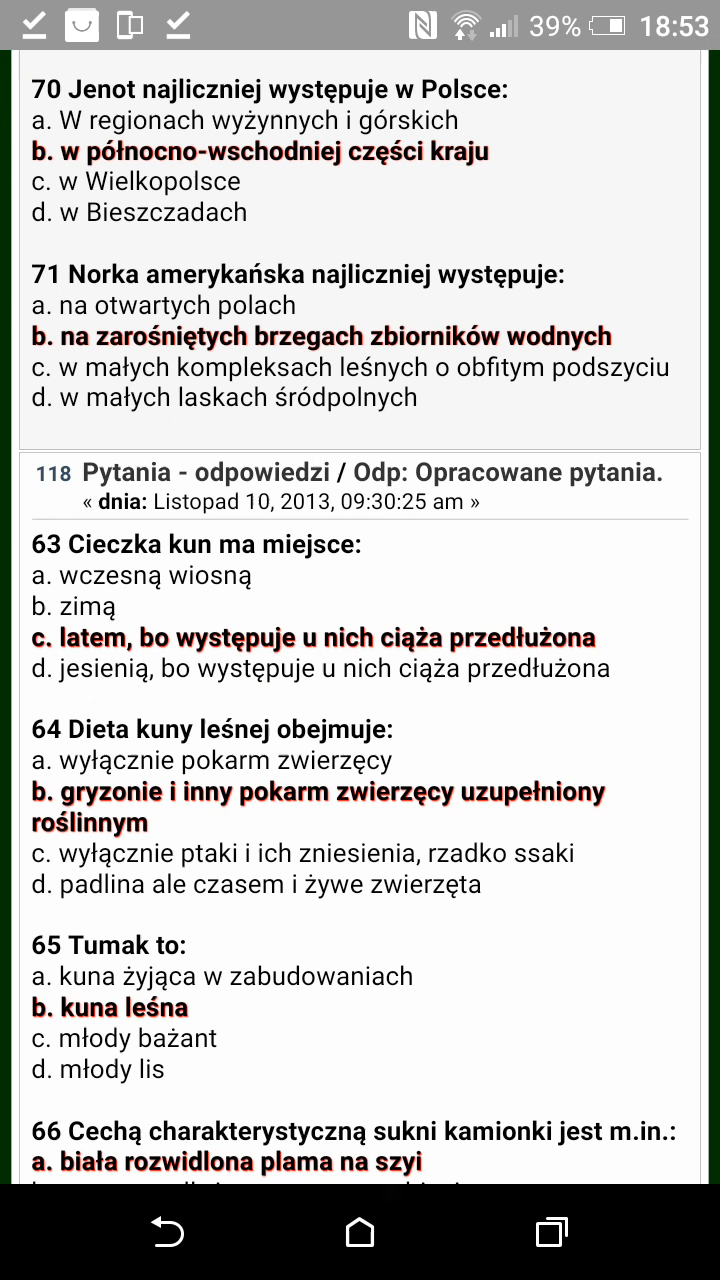 39% 18:53
70 Jenot najliczniej występuje w Polsce:
a. W regionach wyżynnych i górskich
b. w północno-wschodniej części kraju
c. w Wielkopolsce
d. w Bieszczadach
71 Norka amerykańska najliczniej występuje:
a. na otwartych polach
b. na zarośniętych brzegach zbiorników wodnych
c. w małych kompleksach leśnych o obfitym podszyciu
d. w małych laskach śródpolnych
118 Pytania - odpowiedzi / Odp: Opracowane pytania.
« dnia: Listopad 10, 2013, 09:30:25 am »
63 Cieczka kun ma miejsce:
a. wczesną wiosną
b. zimą
c. latem, bo występuje u nich ciąża przedłużona
d. jesienią, bo występuje u nich ciąża przedłużona
64 Dieta kuny leśnej obejmuje:
a. wyłącznie pokarm zwierzęcy
b. gryzonie i inny pokarm zwierzęcy uzupełniony
roślinnym
c. wyłącznie ptaki i ich zniesienia, rzadko ssaki
d. padlina ale czasem i żywe zwierzęta
65 Tumak to:
a. kuna żyjąca w zabudowaniach
b. kuna leśna
c. młody bażant
d. młody lis
66 Cechą charakterystyczną sukni kamionki jest m.in.:
a. biała rozwidlona plama na szyi